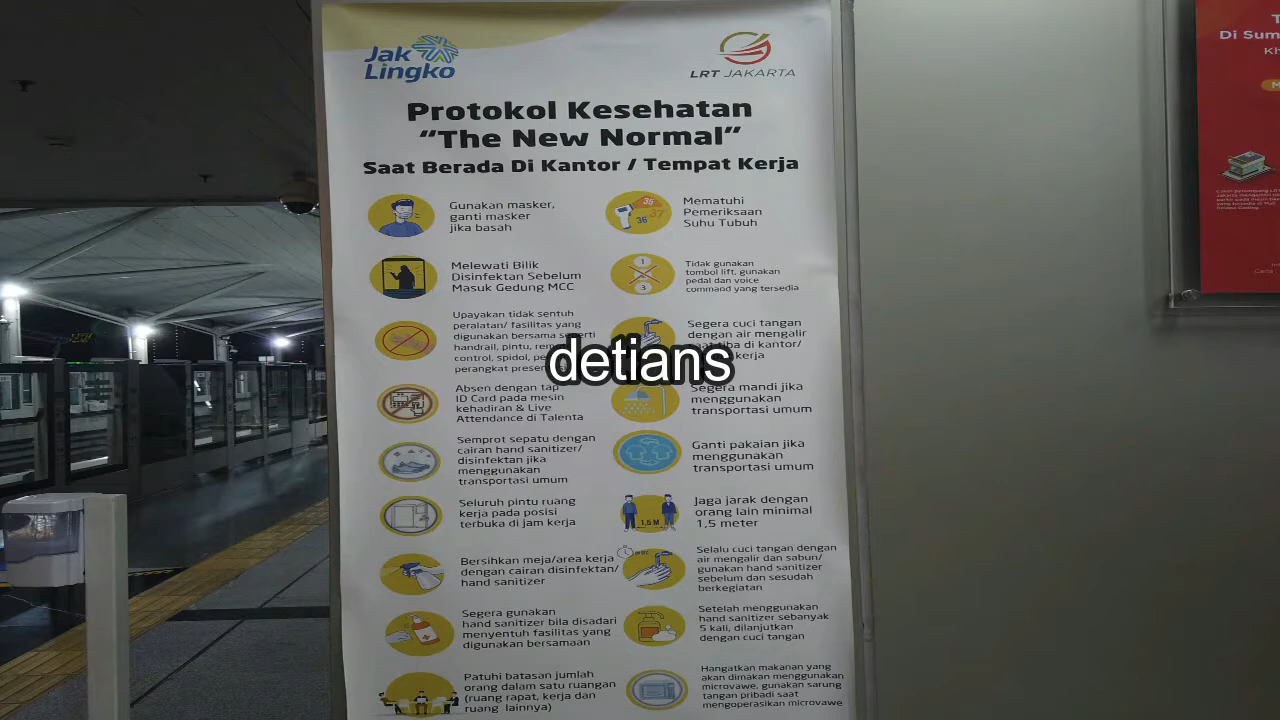 Jak
Lingko
LRT JAKARTA
Protokol Kesehatan
“The New Normal”
Saat Berada Di Kantor / Tempat Kerja
Gunakan masker,
ganti masker
jika basah
Mematuhi
Pemeriksaan
Suhu Tubuh
35
36
37
Melewati Bilik
Disinfektan Sebelum
Masuk Gedung MCC
Tidak gunakan
tombol lift, gunakan
pedal dan voice
command yang tersedia
1
3
Upayakan tidak sentuh
peralatan/ fasilitas yang
digunakan bersama seperti
handrail, pintu,
control, spidol,
perangkat
Segera cuci tangan
dengan air mengalir
tiba di kantor/
kerja
detians
Absen dengan tap
ID Card pada mesin
kehadiran & Live
Attendance di Talenta
Segera mandi jika
menggunakan
transportasi umum
Semprot sepatu dengan
cairan hand sanitizer/
disinfektan jika
menggunakan
transportasi umum
Ganti pakaian jika
menggunakan
transportasi umum
Seluruh pintu ruang
kerja pada posisi
terbuka di jam kerja
1,5 M
Jaga jarak dengan
orang lain minimal
1,5 meter
Bersihkan meja/area kerja
dengan cairan disinfektan/
hand sanitizer
Selalu cuci tangan dengan
air mengalir dan sabun/
gunakan hand sanitizer
sebelum dan sesudah
berkegiatan
Segera gunakan
hand sanitizer bila disadari
menyentuh fasilitas yang
digunakan bersamaan
Setelah menggunakan
hand sanitizer sebanyak
5 kali, dilanjutkan
dengan cuci tangan
Patuhi batasan jumlah
orang dalam satu ruangan
(ruang rapat, kerja dan
ruang lainnya)
Hangatkan makanan yang
akan dimakan menggunakan
microvawe, gunakan sarung
tangan pribadi saat
mengoperasikan microvawe
Di